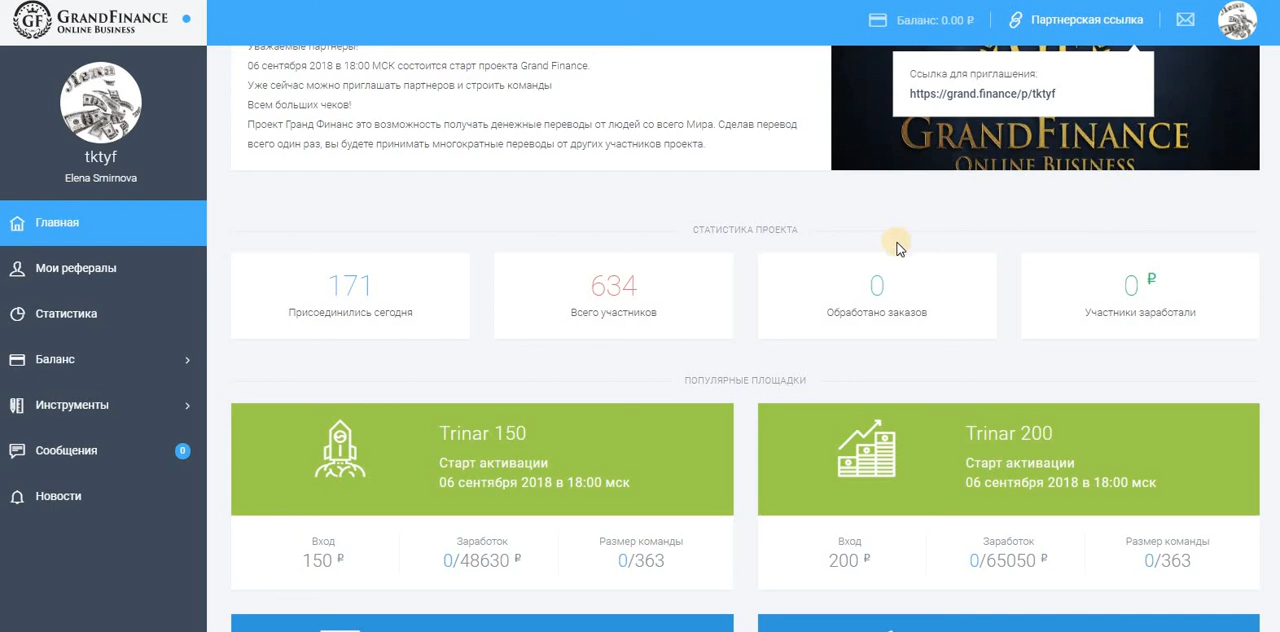 GF GRANDFINANCE
ONLINE BUSINESS
Баланс: 0.00 ₽
Партнерская ссылка
Лена
tktyf
Elena Smirnova
Главная
Мои рефералы
Статистика
Баланс
Инструменты
Сообщения 0
Новости
Уважаемые партнеры!
06 сентября 2018 в 18:00 МСК состоится старт проекта Grand Finance.
Уже сейчас можно приглашать партнеров и строить команды
Всем больших чеков!
Проект Гранд Финанс это возможность получать денежные переводы от людей со всего Мира. Сделав перевод
всего один раз, вы будете принимать многократные переводы от других участников проекта.
Ссылка для приглашения:
https://grand.finance/p/tktyf
GRANDFINANCE
ONLINE BUSINESS
СТАТИСТИКА ПРОЕКТА
171
Присоединились сегодня
634
Всего участников
0
Обработано заказов
0 ₽
Участники заработали
ПОПУЛЯРНЫЕ ПЛОЩАДКИ
Trinar 150
Старт активации
06 сентября 2018 в 18:00 мск
Вход
150 ₽
Заработок
0/48630 ₽
Размер команды
0/363
Trinar 200
Старт активации
06 сентября 2018 в 18:00 мск
Вход
200 ₽
Заработок
0/65050 ₽
Размер команды
0/363